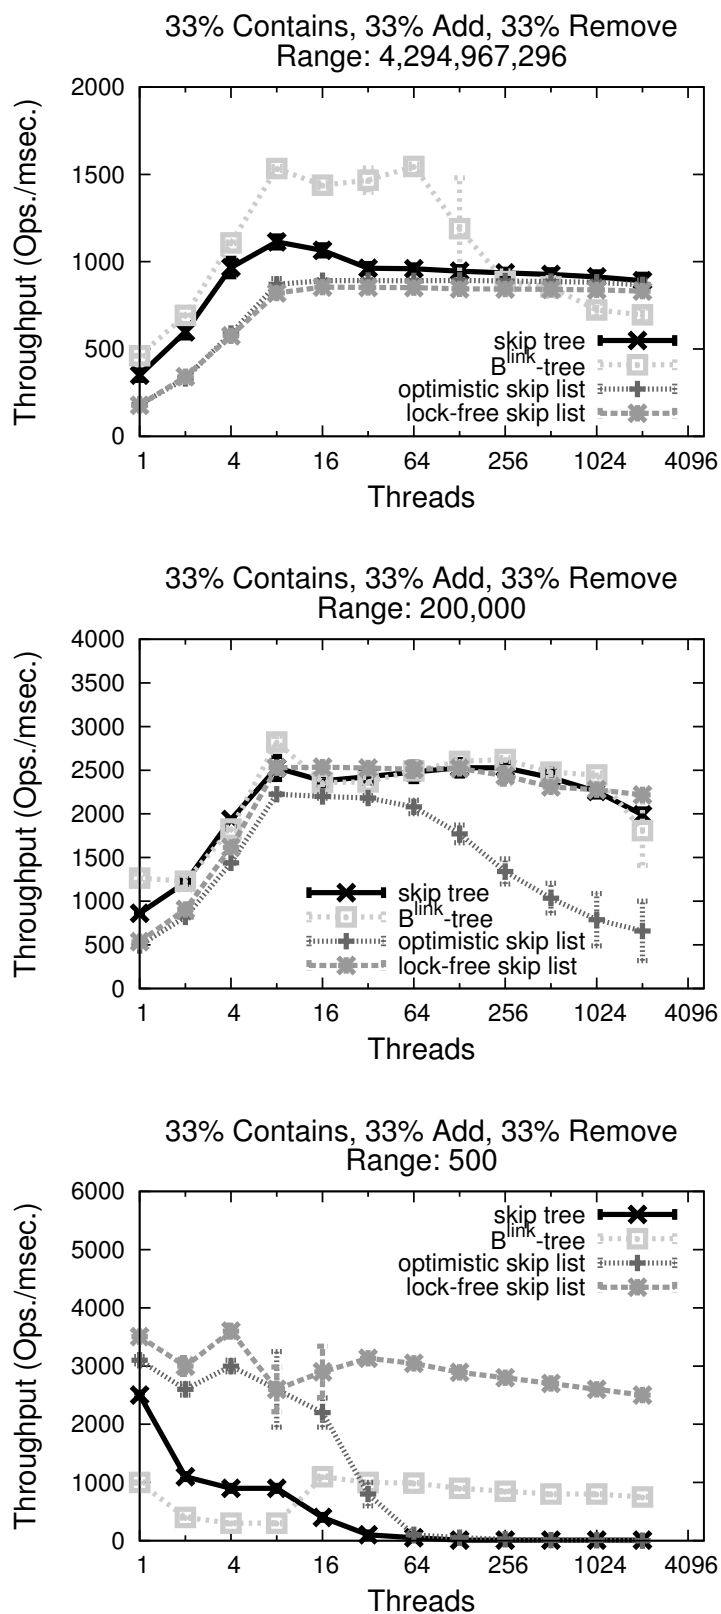 33% Contains, 33% Add, 33% Remove
Range: 4,294,967,296
2000
1500
1000
500
0
Throughput (Ops./msec.)
skip tree
B^link-tree
optimistic skip list
lock-free skip list
1 4 16 64 256 1024 4096
Threads
33% Contains, 33% Add, 33% Remove
Range: 200,000
4000
3500
3000
2500
2000
1500
1000
500
0
Throughput (Ops./msec.)
skip tree
B^link-tree
optimistic skip list
lock-free skip list
1 4 16 64 256 1024 4096
Threads
33% Contains, 33% Add, 33% Remove
Range: 500
6000
5000
4000
3000
2000
1000
0
Throughput (Ops./msec.)
skip tree
B^link-tree
optimistic skip list
lock-free skip list
1 4 16 64 256 1024 4096
Threads